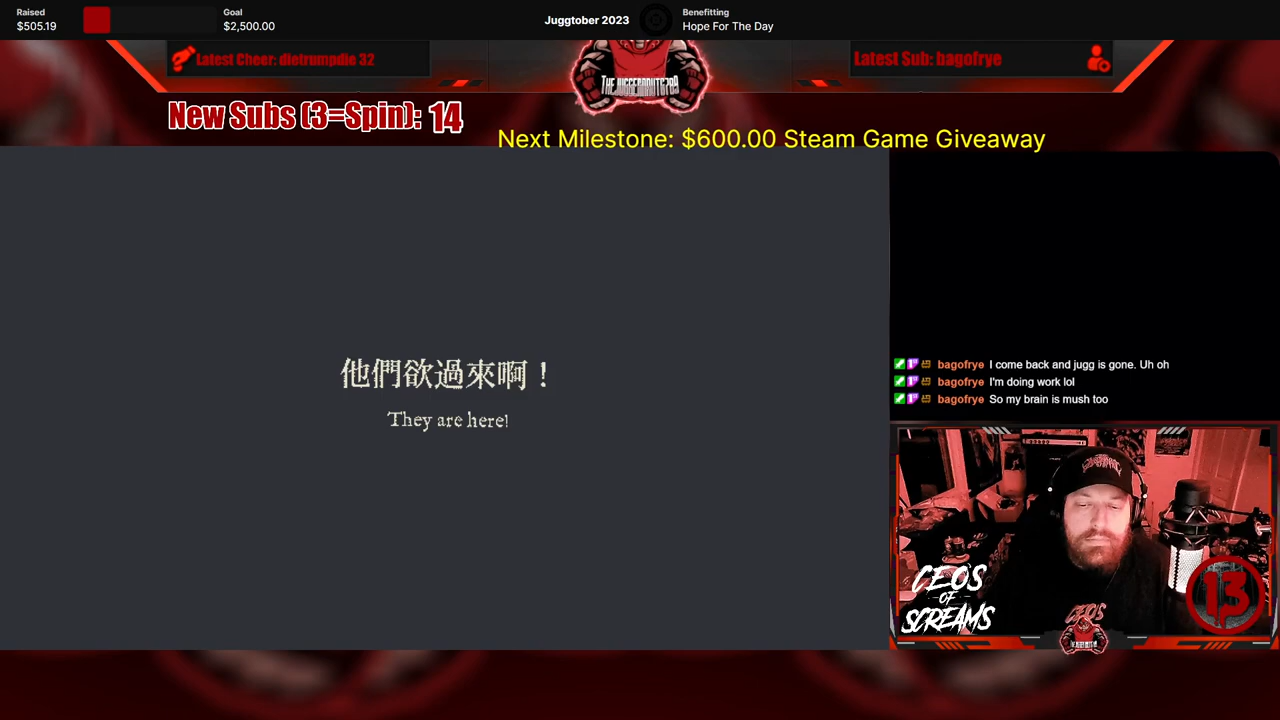 Raised
$505.19
Goal
$2,500.00
Juggtober 2023
Benefitting
Hope For The Day
Latest Cheer: dietrumpdie 32
THEJUGGERNAUT6789
Latest Sub: bagofrye
New Subs (3=Spin): 14
Next Milestone: $600.00 Steam Game Giveaway
他們欲過來啊！
They are here!
bagofrye I come back and jugg is gone. Uh oh
bagofrye I'm doing work lol
bagofrye So my brain is mush too
CEOS
OF
SCREAMS
CEOS
13